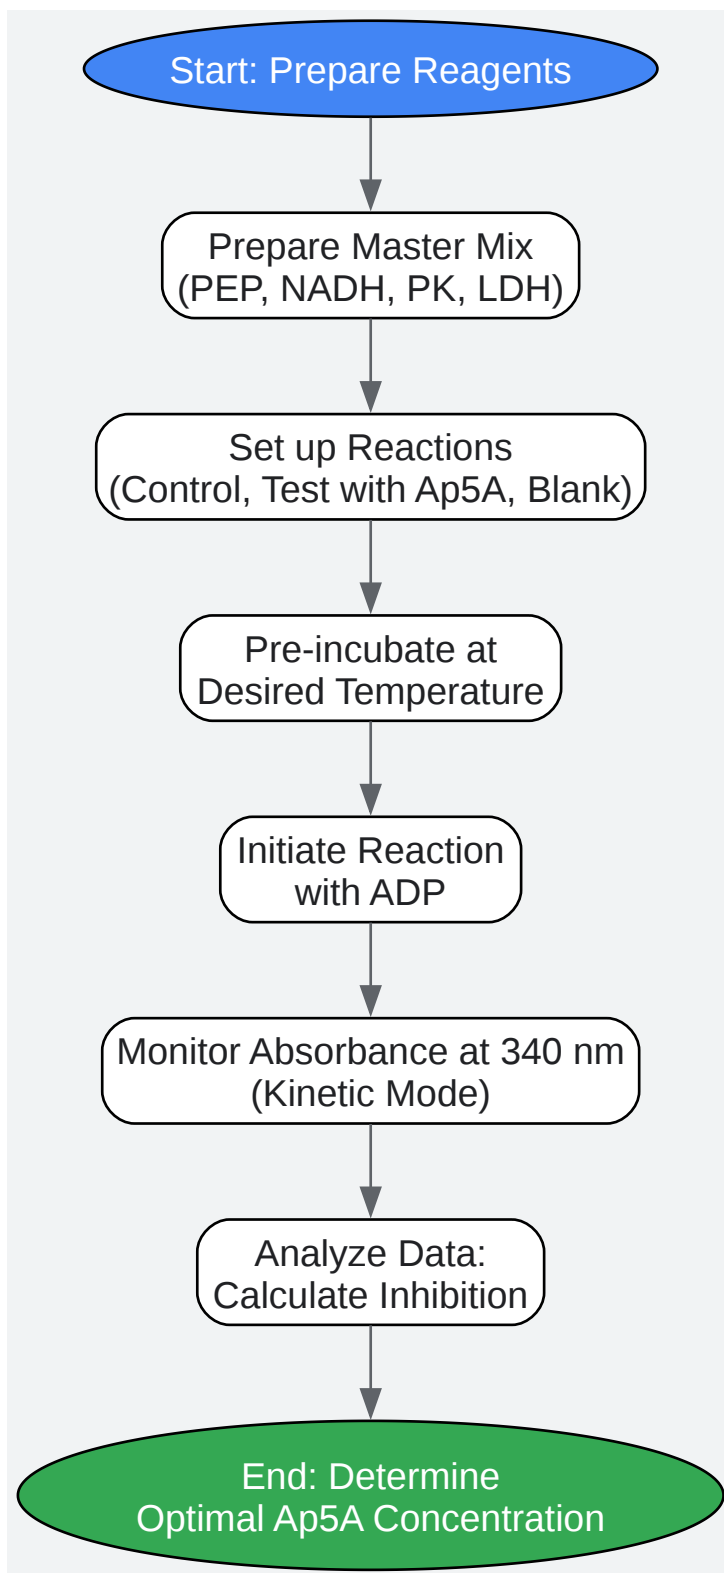 Start: Prepare Reagents
Prepare Master Mix
(PEP, NADH, PK, LDH)
Set up Reactions
(Control, Test with Ap5A, Blank)
Pre-incubate at
Desired Temperature
Initiate Reaction
with ADP
Monitor Absorbance at 340 nm
(Kinetic Mode)
Analyze Data:
Calculate Inhibition
End: Determine
Optimal Ap5A Concentration